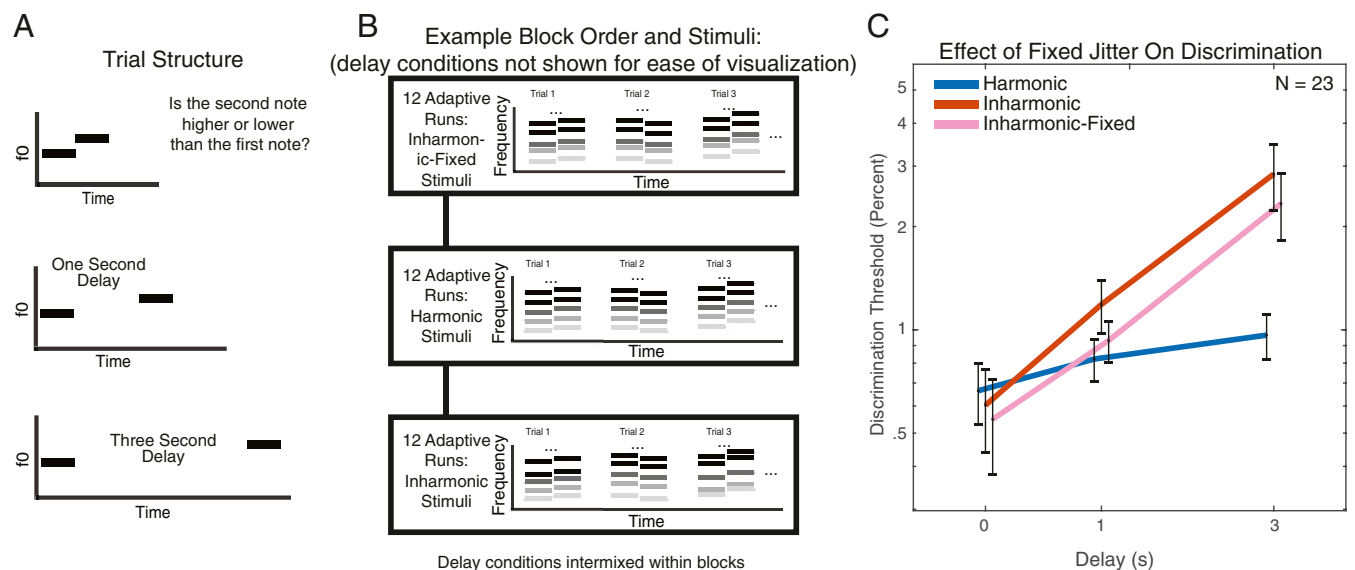 A
Trial Structure
Is the second note
higher or lower
than the first note?
f0
Time
One Second
Delay
f0
Time
Three Second
Delay
f0
Time
B
Example Block Order and Stimuli:
(delay conditions not shown for ease of visualization)
12 Adaptive
Runs:
Inharmon-
ic-Fixed
Stimuli
Frequency
Trial 1
Trial 2
Trial 3
...
...
...
...
Time
12 Adaptive
Runs:
Harmonic
Stimuli
Frequency
Trial 1
Trial 2
Trial 3
...
...
...
...
Time
12 Adaptive
Runs:
Inharmonic
Stimuli
Frequency
Trial 1
Trial 2
Trial 3
...
...
...
...
Time
Delay conditions intermixed within blocks
C
Effect of Fixed Jitter On Discrimination
Harmonic
Inharmonic
Inharmonic-Fixed
N = 23
Discrimination Threshold (Percent)
5
4
3
2
1
.5
0
1
3
Delay (s)